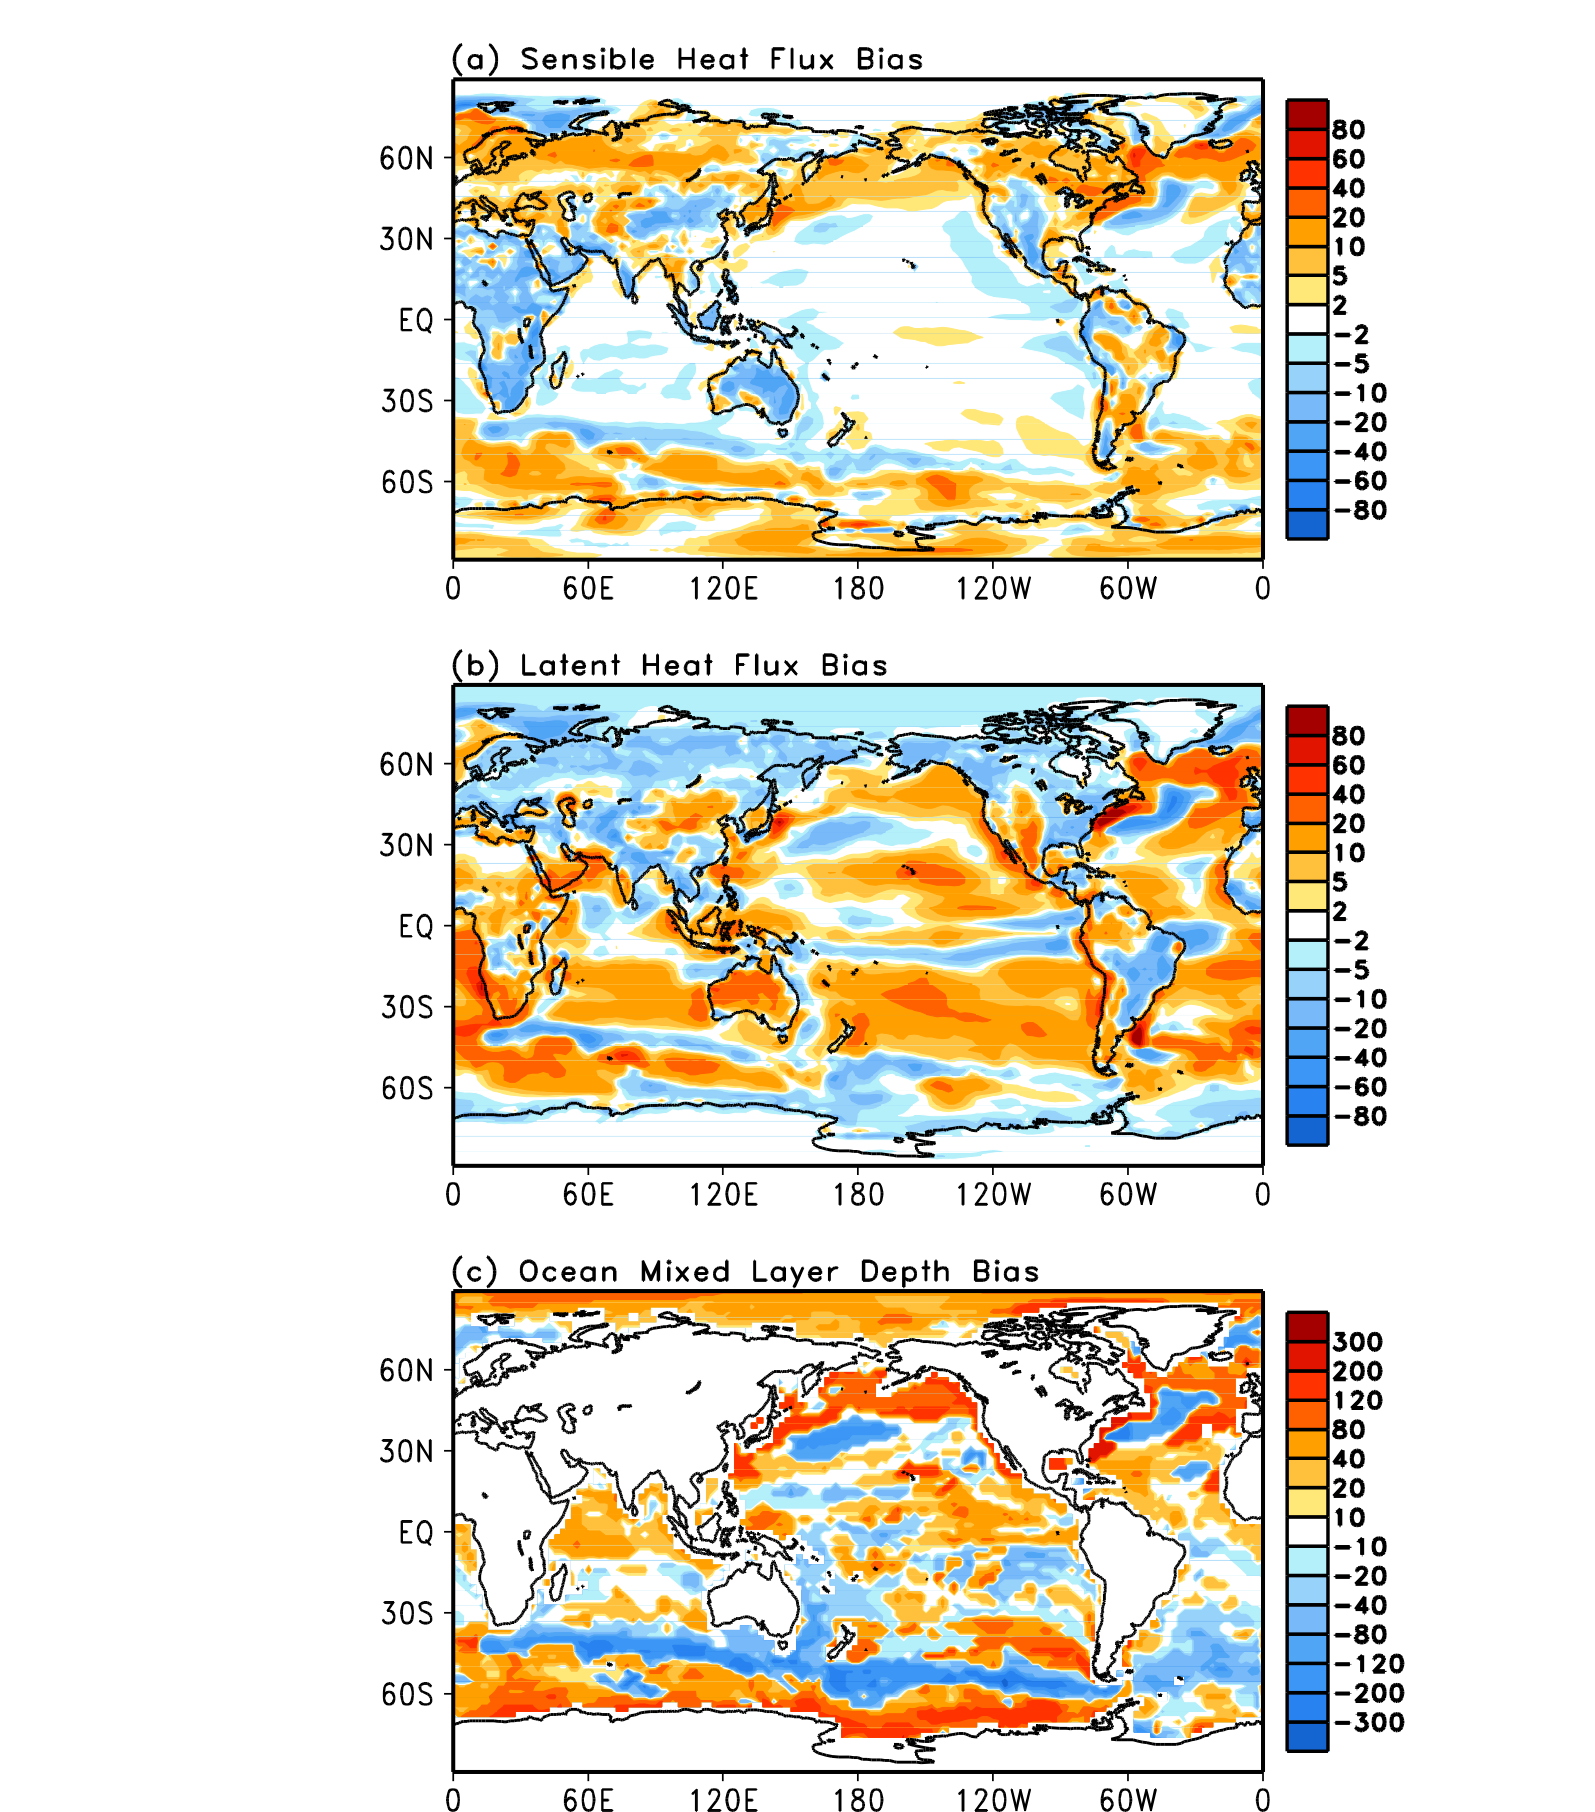 (a) Sensible Heat Flux Bias
60N
30N
EQ
30S
60S
0 60E 120E 180 120W 60W 0
80
60
40
20
10
5
2
-2
-5
-10
-20
-40
-60
-80
(b) Latent Heat Flux Bias
60N
30N
EQ
30S
60S
0 60E 120E 180 120W 60W 0
80
60
40
20
10
5
2
-2
-5
-10
-20
-40
-60
-80
(c) Ocean Mixed Layer Depth Bias
60N
30N
EQ
30S
60S
0 60E 120E 180 120W 60W 0
300
200
120
80
40
20
10
-10
-20
-40
-80
-120
-200
-300